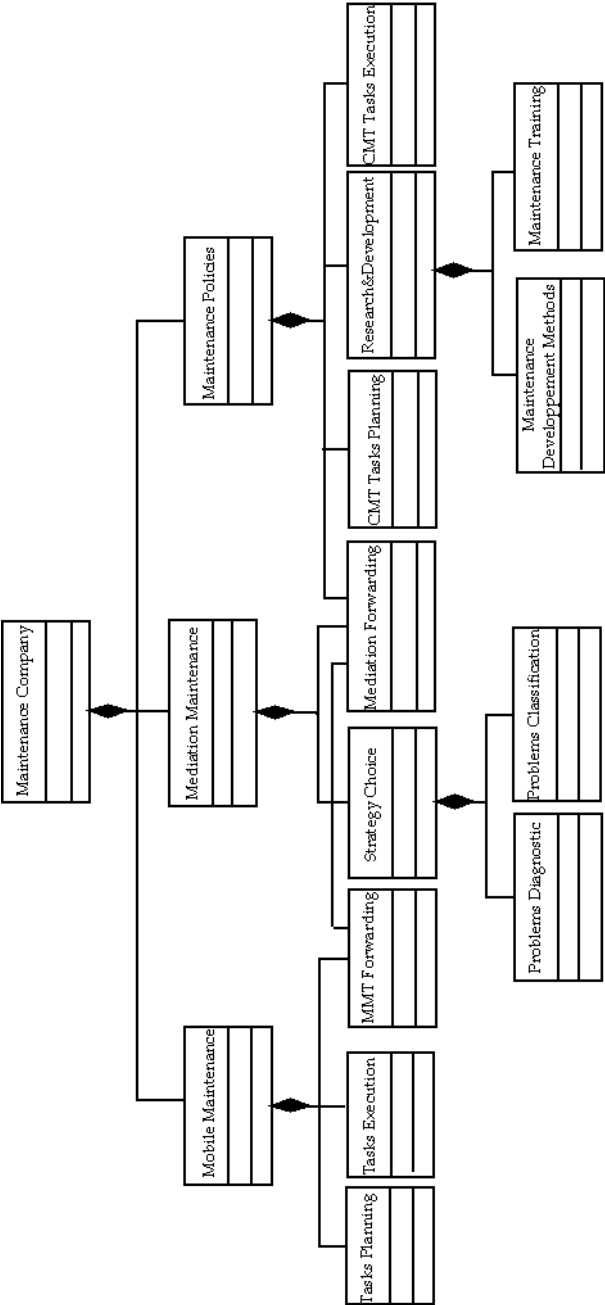 Maintenance Company
Mobile Maintenance
Mediation Maintenance
Maintenance Policies
Tasks Planning
Tasks Execution
MMT Forwarding
Strategy Choice
Mediation Forwarding
CMT Tasks Planning
Research&Development
CMT Tasks Execution
Problems Diagnostic
Problems Classification
Maintenance
Developpement Methods
Maintenance Training